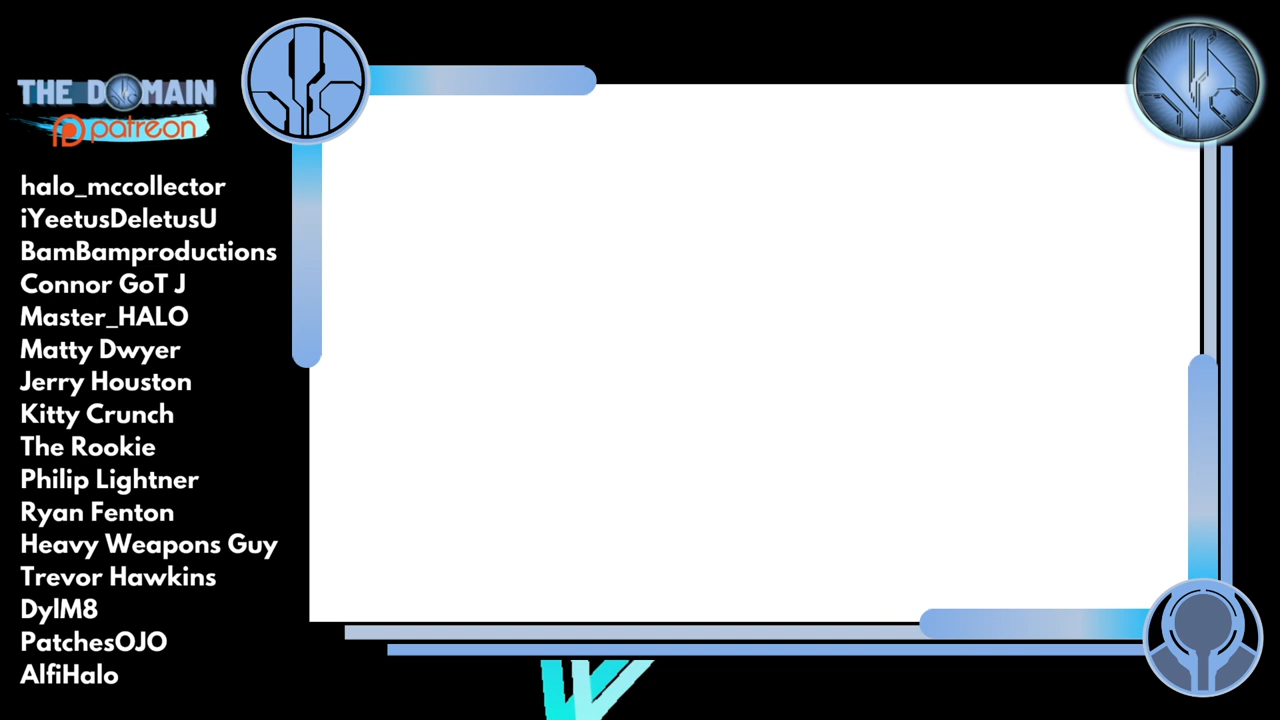 THE DOMAIN
patreon
halo_mccollector
iYeetusDeletusU
BamBamproductions
Connor GoT J
Master_HALO
Matty Dwyer
Jerry Houston
Kitty Crunch
The Rookie
Philip Lightner
Ryan Fenton
Heavy Weapons Guy
Trevor Hawkins
DylM8
PatchesOJO
AlfiHalo